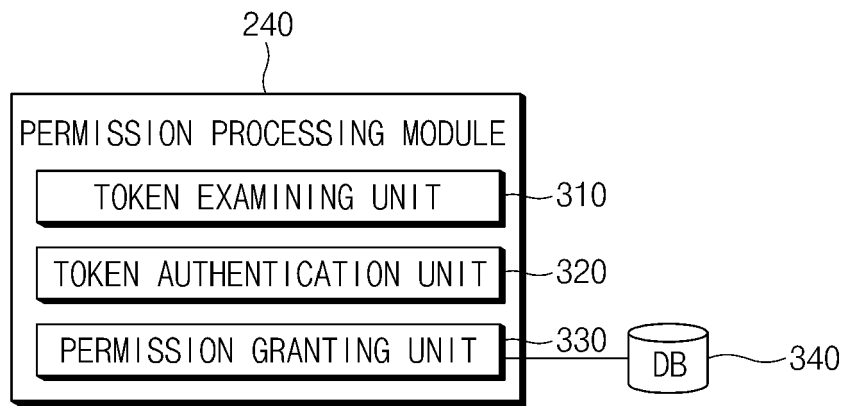 240
PERMISSION PROCESSING MODULE
TOKEN EXAMINING UNIT
310
TOKEN AUTHENTICATION UNIT
320
PERMISSION GRANTING UNIT
330
DB
340